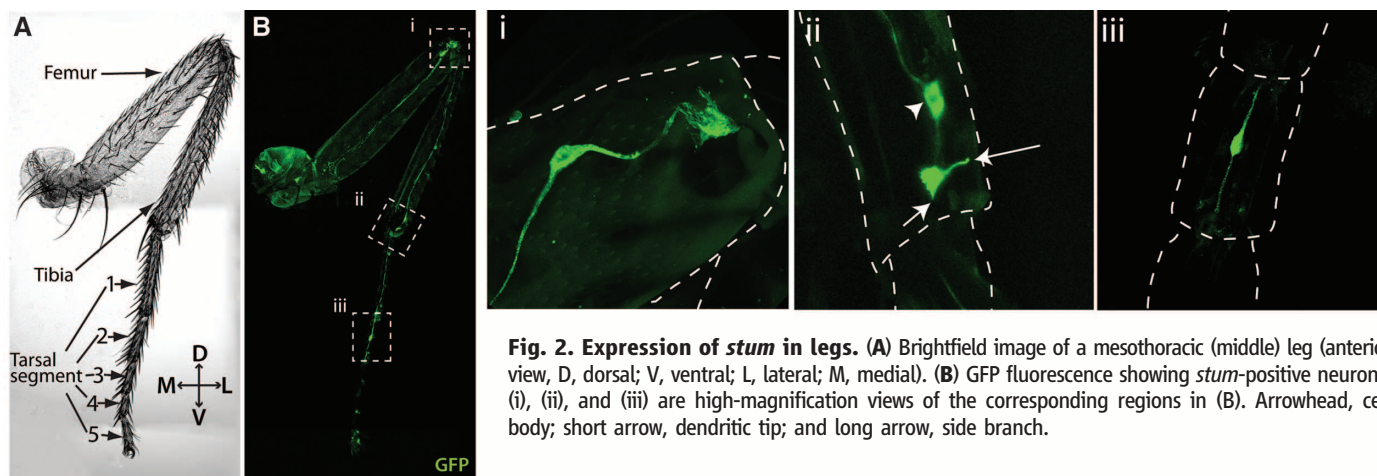 A
Femur
Tibia
1
2
Tarsal
segment
3
4
5
D
M
L
V
B
i
ii
iii
GFP
i
ii
iii
Fig. 2. Expression of stum in legs. (A) Brightfield image of a mesothoracic (middle) leg
view, D, dorsal; V, ventral; L, lateral; M, medial). (B) GFP fluorescence showing stum-positive
(i), (ii), and (iii) are high-magnification views of the corresponding regions in (B). Arrowhead,
body; short arrow, dendritic tip; and long arrow, side branch.